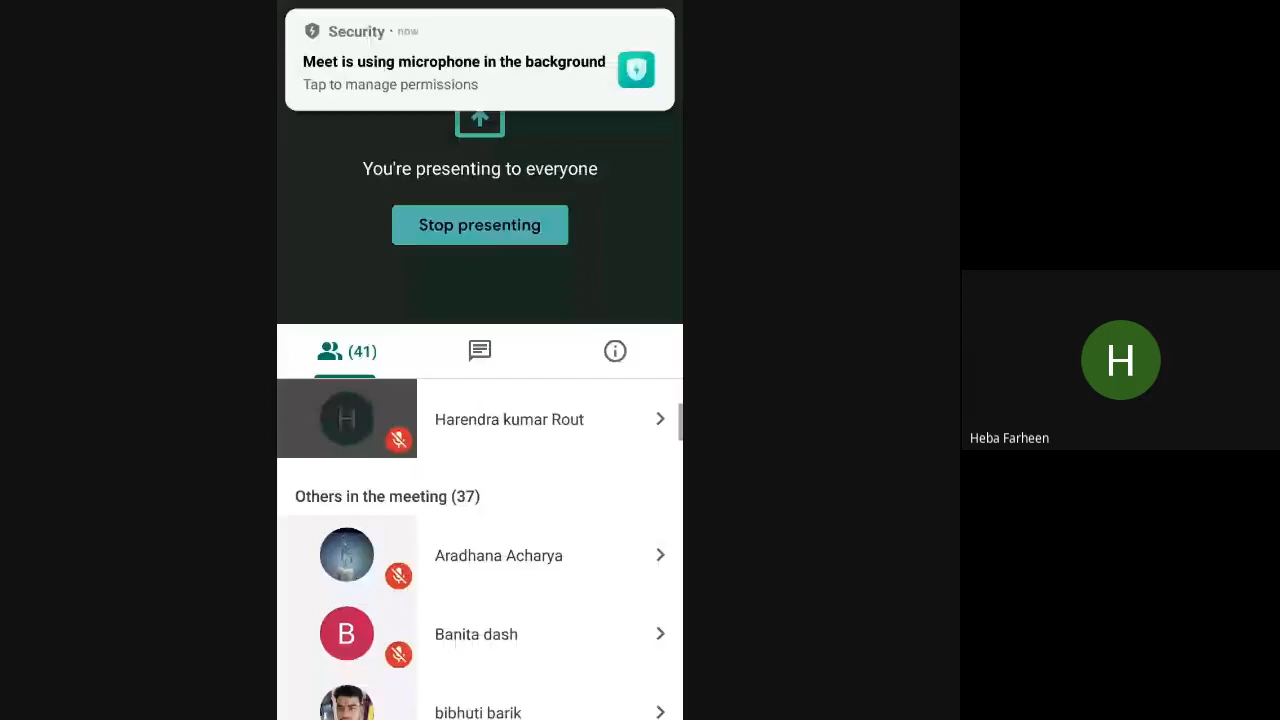 Security · now
Meet is using microphone in the background
Tap to manage permissions
You're presenting to everyone
Stop presenting
(41)
H
Harendra kumar Rout
Others in the meeting (37)
Aradhana Acharya
B
Banita dash
bibhuti barik
H
Heba Farheen